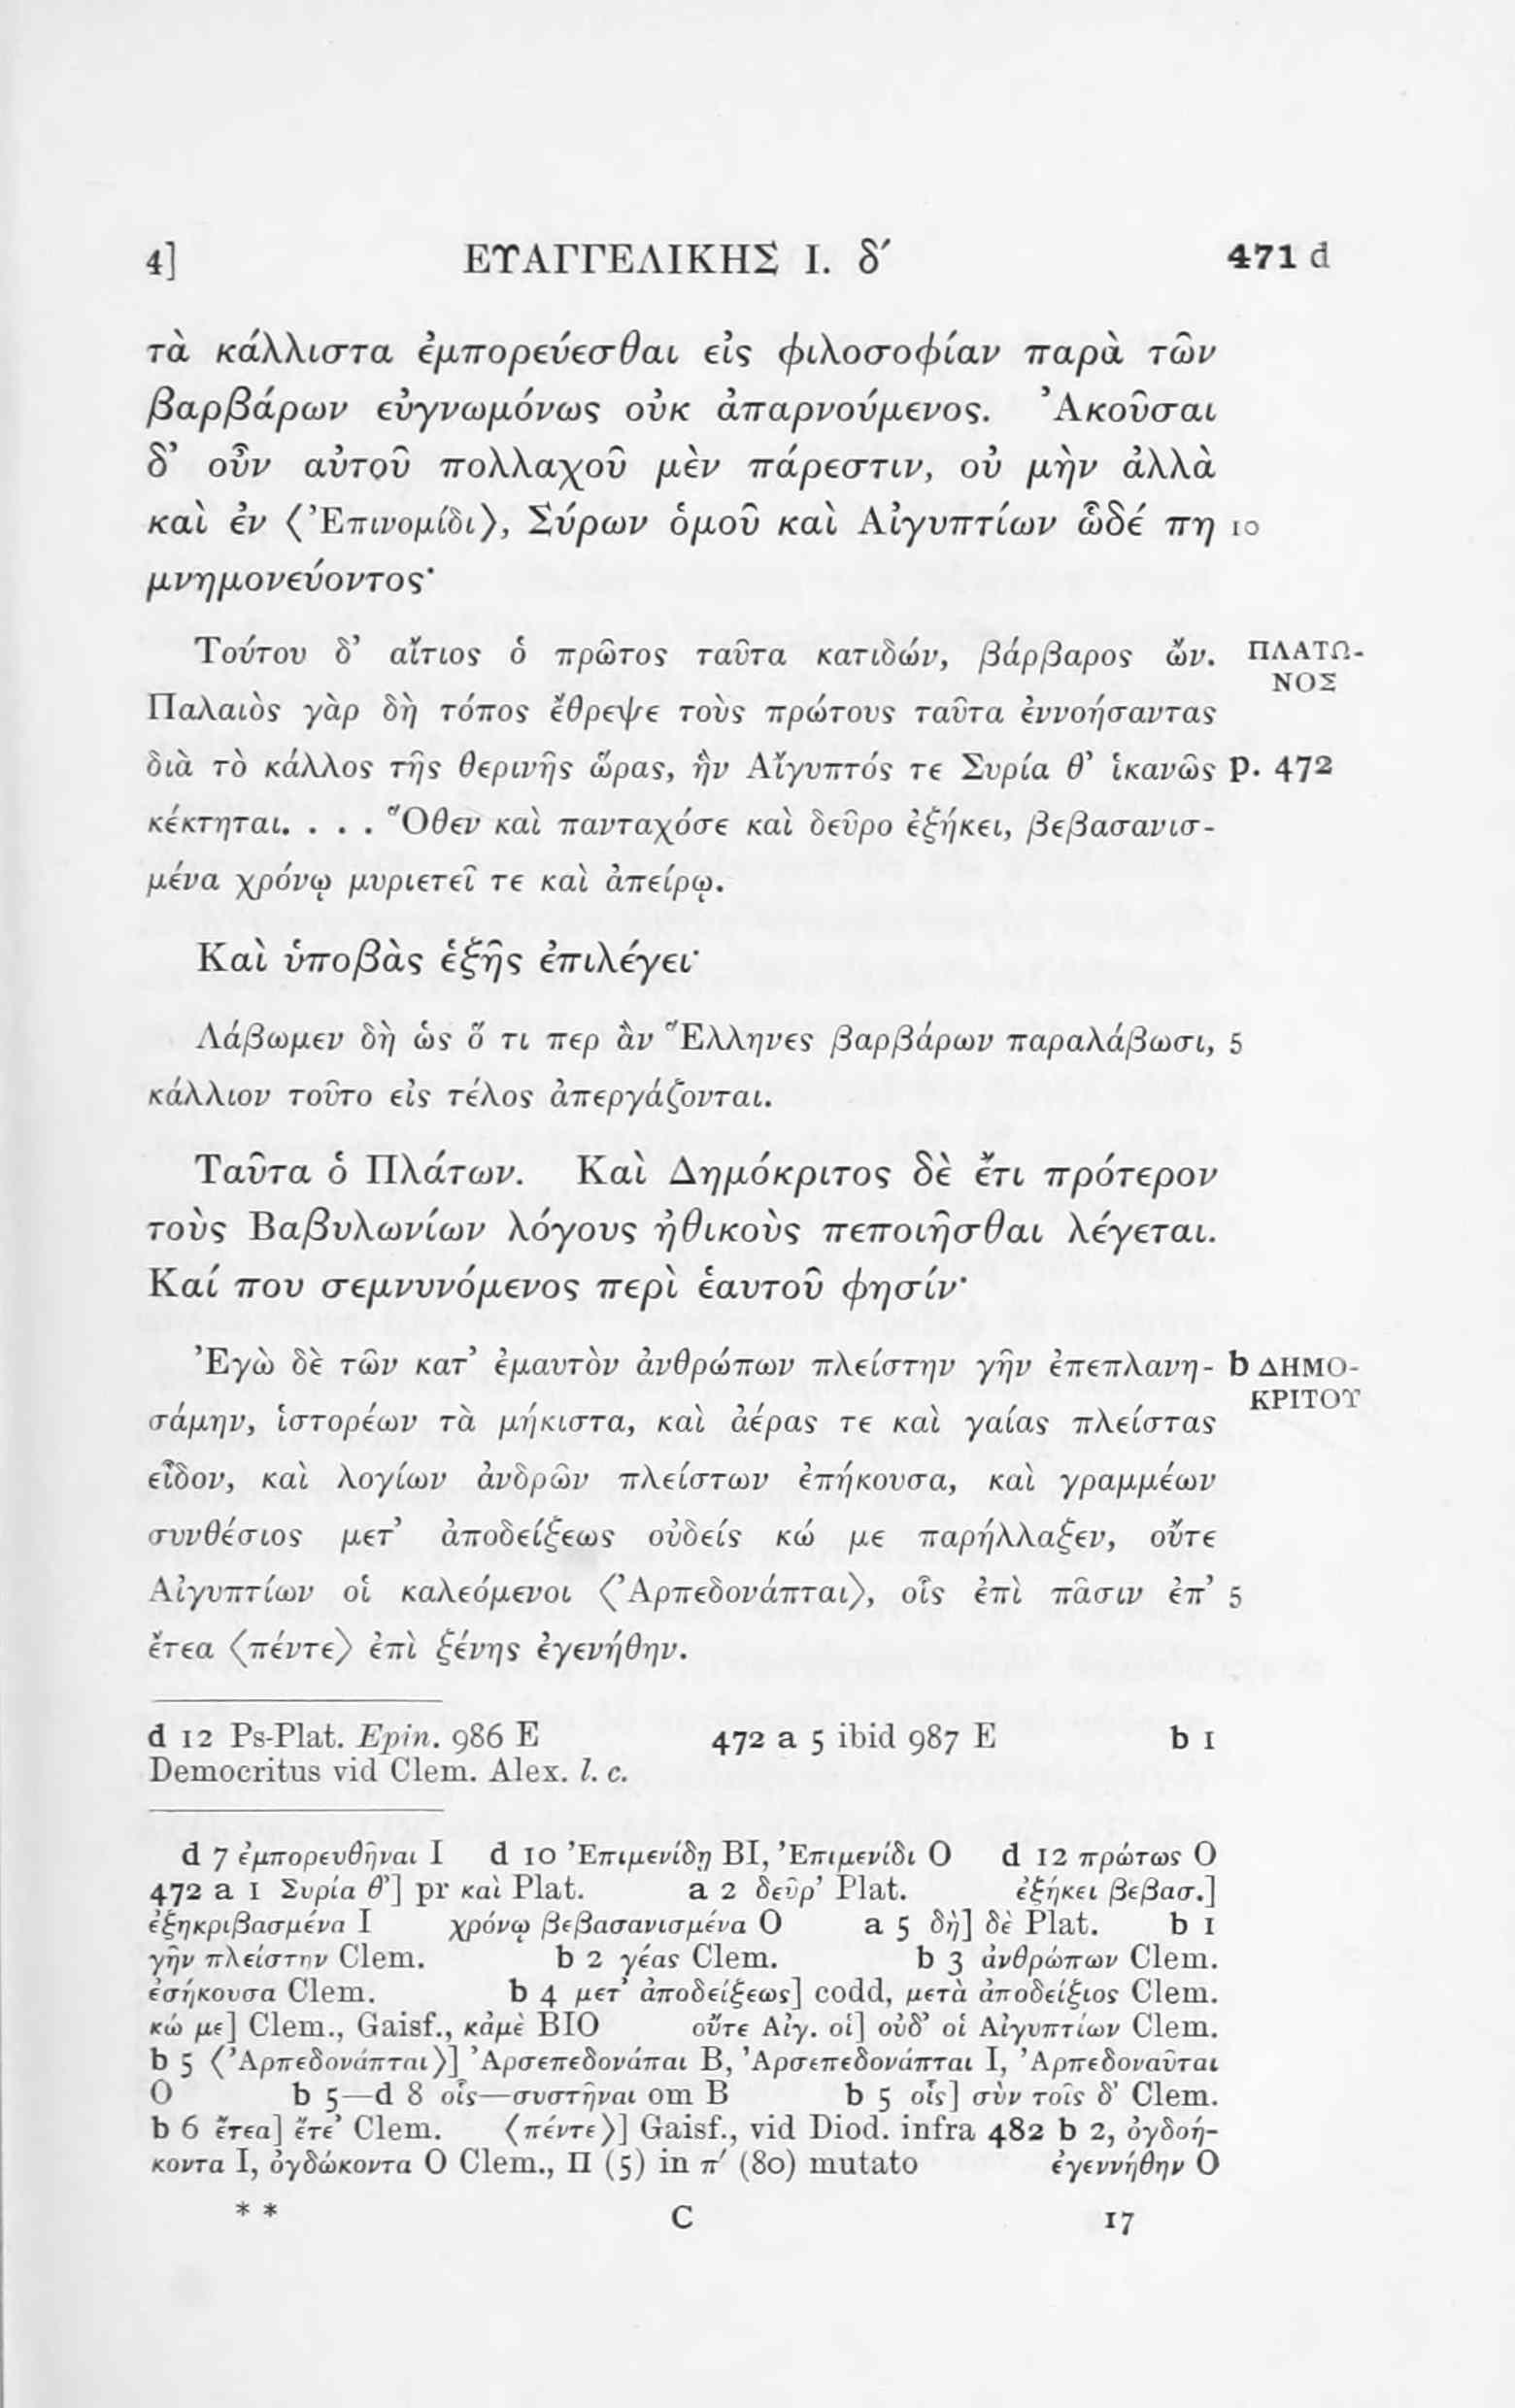 4] ΕΥΑΓΓΕΛΙΚΗΣ Ι. δ′ 471 d
τὰ κάλλιστα ἐμπορεύεσθαι εἰς φιλοσοφίαν παρὰ τῶν
βαρβάρων εὐγνωμόνως οὐκ ἀπαρνούμενος. Ἀκοῦσαι
δ’ οὖν αὐτοῦ πολλαχοῦ μὲν πάρεστιν, οὐ μὴν ἀλλὰ
καὶ ἐν ⟨Ἐπινομίδι⟩, Σύρων ὁμοῦ καὶ Αἰγυπτίων ὧδέ πη 10
μνημονεύοντος·
Τούτου δ’ αἴτιος ὁ πρῶτος ταῦτα κατιδών, βάρβαρος ὤν. ΠΛΑΤΩ-
ΝΟΣ
Παλαιὸς γὰρ δὴ τόπος ἔθρεψε τοὺς πρώτους ταῦτα ἐννοήσαντας
διὰ τὸ κάλλος τῆς θερινῆς ὥρας, ἣν Αἴγυπτός τε Συρία θ’ ἱκανῶς p. 472
κέκτηται. . . . Ὅθεν καὶ πανταχόσε καὶ δεῦρο ἐξήκει, βεβασανισ-
μένα χρόνῳ μυριετεῖ τε καὶ ἀπείρῳ.
Καὶ ὑποβὰς ἑξῆς ἐπιλέγει·
Λάβωμεν δὴ ὡς ὅ τι περ ἂν Ἕλληνες βαρβάρων παραλάβωσι, 5
κάλλιον τοῦτο εἰς τέλος ἀπεργάζονται.
Ταῦτα ὁ Πλάτων. Καὶ Δημόκριτος δὲ ἔτι πρότερον
τοὺς Βαβυλωνίων λόγους ἠθικοὺς πεποιῆσθαι λέγεται.
Καί που σεμνυνόμενος περὶ ἑαυτοῦ φησίν·
Ἐγὼ δὲ τῶν κατ’ ἐμαυτὸν ἀνθρώπων πλείστην γῆν ἐπεπλανη- b ΔΗΜΟ-
ΚΡΙΤΟΥ
σάμην, ἱστορέων τὰ μήκιστα, καὶ ἀέρας τε καὶ γαίας πλείστας
εἶδον, καὶ λογίων ἀνδρῶν πλείστων ἐπήκουσα, καὶ γραμμέων
συνθέσιος μετ’ ἀποδείξεως οὐδείς κώ με παρήλλαξεν, οὔτε
Αἰγυπτίων οἱ καλεόμενοι ⟨Ἀρπεδονάπται⟩, οἷς ἐπὶ πᾶσιν ἐπ’ 5
ἔτεα ⟨πέντε⟩ ἐπὶ ξένης ἐγενήθην.
d 12 Ps-Plat. Epin. 986 E 472 a 5 ibid 987 E b 1
Democritus vid Clem. Alex. l. c.
d 7 ἐμπορευθῆναι I d 10 Ἐπιμενίδῃ BI, Ἐπιμενίδι O d 12 πρώτως O
472 a 1 Συρία θ’] pr καὶ Plat. a 2 δεῦρ’ Plat. ἐξήκει βεβασ.]
ἐξηκριβασμένα I χρόνῳ βεβασανισμένα O a 5 δὴ] δὲ Plat. b 1
γῆν πλείστην Clem. b 2 γέας Clem. b 3 ἀνθρώπων Clem.
ἐσήκουσα Clem. b 4 μετ’ ἀποδείξεως] codd, μετὰ ἀποδείξιος Clem.
κώ με] Clem., Gaisf., κἀμὲ BIO οὔτε Αἰγ. οἱ] οὐδ’ οἱ Αἰγυπτίων Clem.
b 5 ⟨Ἀρπεδονάπται⟩] Ἀρσεπεδονάπαι B, Ἀρσεπεδονάπται I, Ἀρπεδοναῦται
O b 5—d 8 οἷς—συστῆναι om B b 5 οἷς] σὺν τοῖς δ’ Clem.
b 6 ἔτεα] ἔτε’ Clem. ⟨πέντε⟩] Gaisf., vid Diod. infra 482 b 2, ὀγδοή-
κοντα I, ὀγδώκοντα O Clem., Π (5) in π′ (80) mutato ἐγεννήθην O
* * C 17